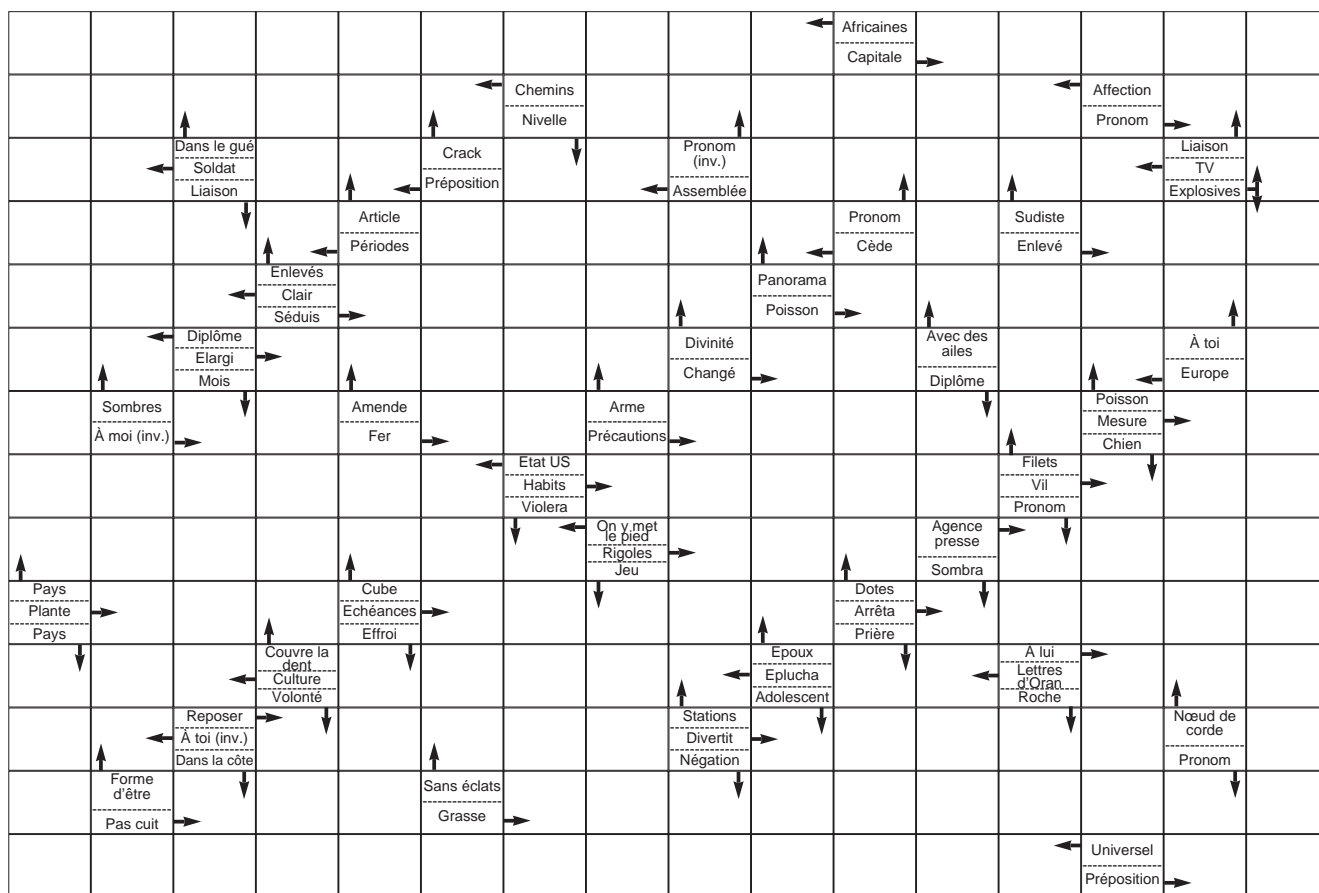 Africaines
Capitale
Chemins
Nivelle
Affection
Pronom
Dans le gué
Soldat
Liaison
Crack
Préposition
Pronom
(inv.)
Assemblée
Liaison
TV
Explosives
Article
Périodes
Pronom
Cède
Sudiste
Enlevé
Enlevés
Clair
Séduis
Panorama
Poisson
Diplôme
Elargi
Mois
Divinité
Changé
Avec des
ailes
Diplôme
À toi
Europe
Sombres
À moi (inv.)
Amende
Fer
Arme
Précautions
Poisson
Mesure
Chien
Etat US
Habits
Violera
Filets
Vil
Pronom
On y met
le pied
Rigoles
Jeu
Agence
presse
Sombra
Pays
Plante
Pays
Cube
Echéances
Effroi
Dotes
Arrêta
Prière
Couvre la
dent
Culture
Volonté
Epoux
Eplucha
Adolescent
À lui
Lettres
d'Oran
Roche
Reposer
À toi (inv.)
Dans la côte
Stations
Divertit
Négation
Nœud de
corde
Pronom
Forme
d'être
Pas cuit
Sans éclats
Grasse
Universel
Préposition